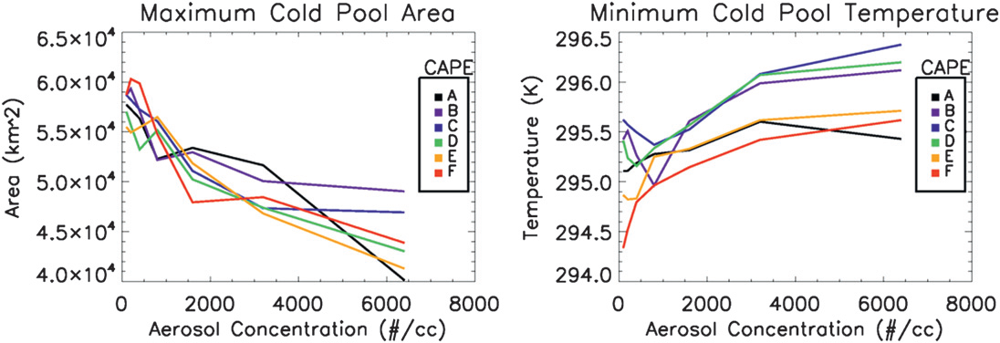 Maximum Cold Pool Area
6.5×10⁴
6.0×10⁴
5.5×10⁴
5.0×10⁴
4.5×10⁴
4.0×10⁴
Area (km^2)
CAPE
A
B
C
D
E
F
0 2000 4000 6000 8000
Aerosol Concentration (#/cc)
Minimum Cold Pool Temperature
296.5
296.0
295.5
295.0
294.5
294.0
Temperature (K)
CAPE
A
B
C
D
E
F
0 2000 4000 6000 8000
Aerosol Concentration (#/cc)